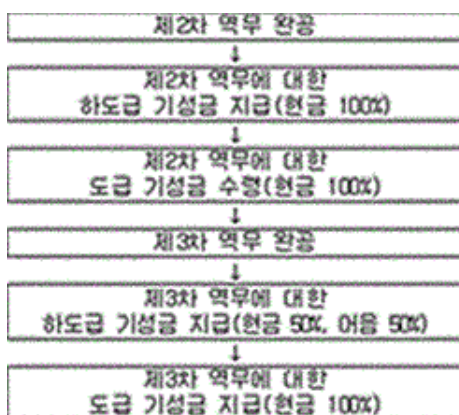 제2차 역무 완공
↓
제2차 역무에 대한
하도급 기성금 지급(현금 100%)
↓
제2차 역무에 대한
도급 기성금 수령(현금 100%)
↓
제3차 역무 완공
↓
제3차 역무에 대한
하도급 기성금 지급(현금 50%, 어음 50%)
↓
제3차 역무에 대한
도급 기성금 지급(현금 100%)